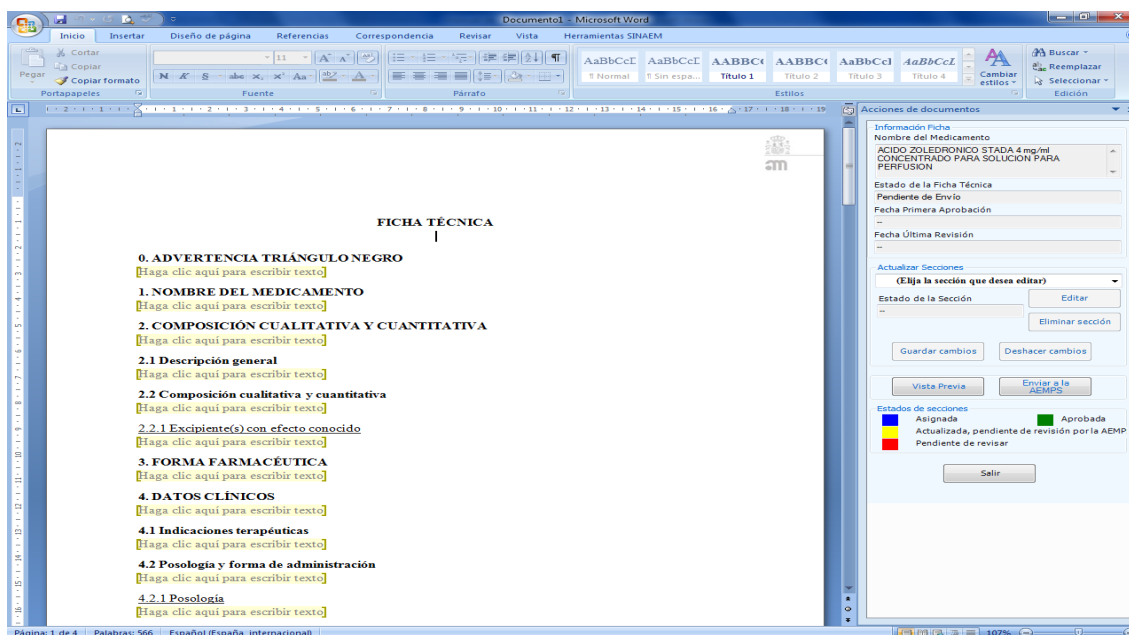 Documento1 - Microsoft Word
Inicio Insertar Diseño de página Referencias Correspondencia Revisar Vista Herramientas SINAEM
Pegar
Cortar
Copiar
Copiar formato
Portapapeles
11
N K S abc x, x² Aa
Fuente
Párrafo
AaBbCcD AaBbCcD AABBC( AABBC( AaBbCcl AaBbCcL
¶ Normal ¶ Sin espa... Título 1 Título 2 Título 3 Título 4
Cambiar estilos
Estilos
Buscar
Reemplazar
Seleccionar
Edición
am
FICHA TÉCNICA
0. ADVERTENCIA TRIÁNGULO NEGRO
[Haga clic aquí para escribir texto]
1. NOMBRE DEL MEDICAMENTO
[Haga clic aquí para escribir texto]
2. COMPOSICIÓN CUALITATIVA Y CUANTITATIVA
[Haga clic aquí para escribir texto]
2.1 Descripción general
[Haga clic aquí para escribir texto]
2.2 Composición cualitativa y cuantitativa
[Haga clic aquí para escribir texto]
2.2.1 Excipiente(s) con efecto conocido
[Haga clic aquí para escribir texto]
3. FORMA FARMACÉUTICA
[Haga clic aquí para escribir texto]
4. DATOS CLÍNICOS
[Haga clic aquí para escribir texto]
4.1 Indicaciones terapéuticas
[Haga clic aquí para escribir texto]
4.2 Posología y forma de administración
[Haga clic aquí para escribir texto]
4.2.1 Posología
[Haga clic aquí para escribir texto]
Acciones de documentos
Información Ficha
Nombre del Medicamento
ACIDO ZOLEDRONICO STADA 4 mg/ml
CONCENTRADO PARA SOLUCION PARA
PERFUSION
Estado de la Ficha Técnica
Pendiente de Envío
Fecha Primera Aprobación
--
Fecha Última Revisión
--
Actualizar Secciones
(Elija la sección que desea editar)
Estado de la Sección
--
Editar
Eliminar sección
Guardar cambios Deshacer cambios
Vista Previa Enviar a la
AEMPS
Estados de secciones
Asignada Aprobada
Actualizada, pendiente de revisión por la AEMP
Pendiente de revisar
Salir
Página: 1 de 4 Palabras: 566 Español (España, internacional) 107%